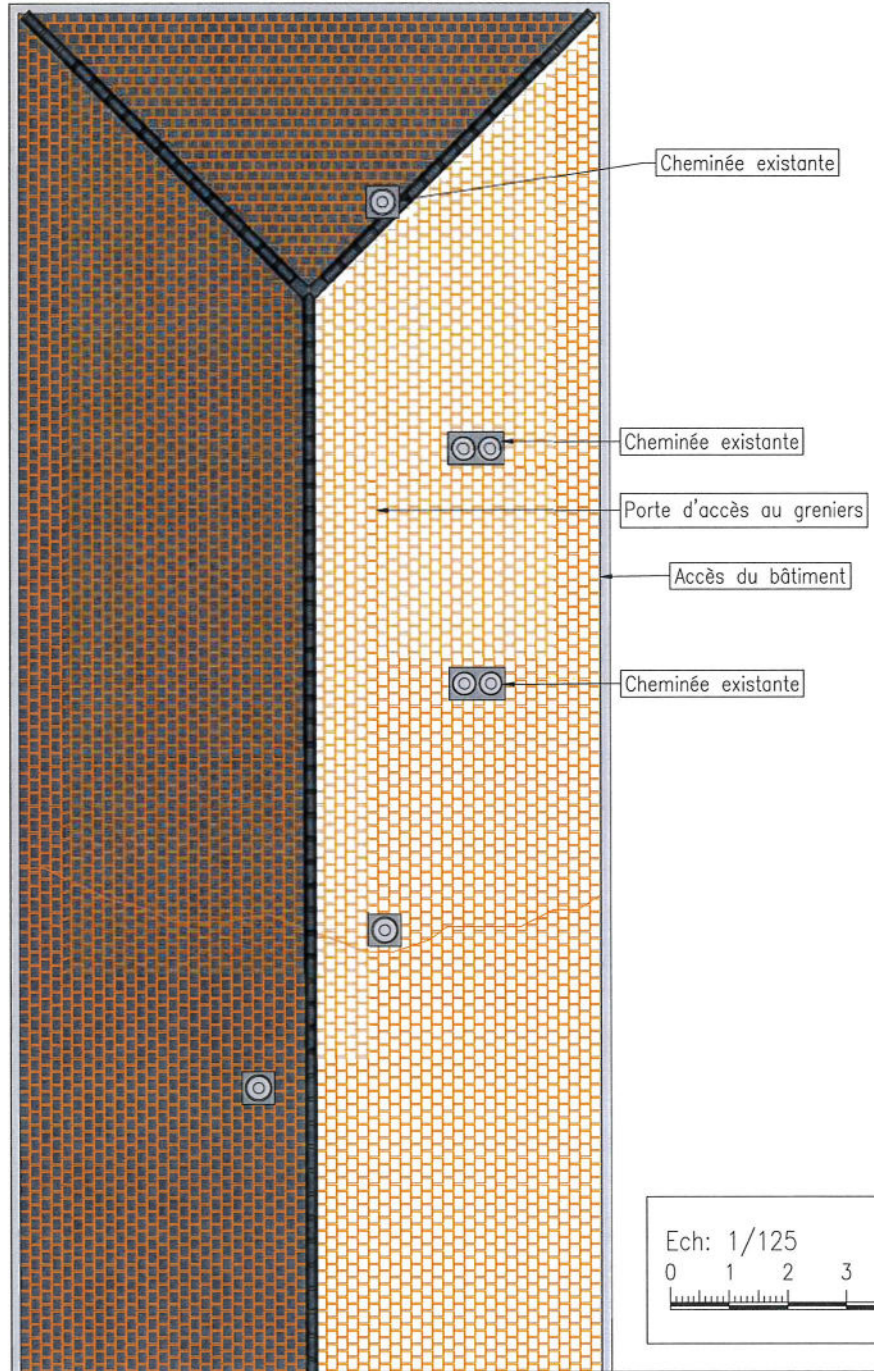 Cheminée existante
Cheminée existante
Porte d'accès au greniers
Accès du bâtiment
Cheminée existante
Ech: 1/125
0 1 2 3